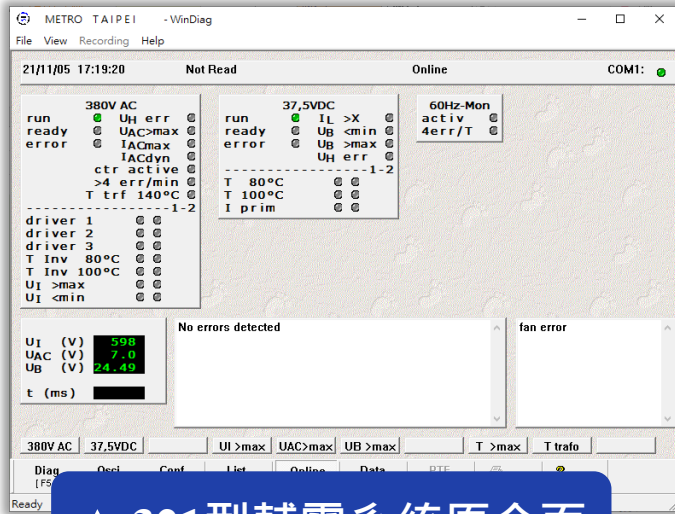 METRO TAIPEI - WinDiag
File View Recording Help
21/11/05 17:19:20 Not Read Online COM1:
380V AC
run UH err
ready UAC>max
error IACmax
IACdyn
ctr active
>4 err/min
T trf 140°C
----------------1-2
driver 1
driver 2
driver 3
T Inv 80°C
T Inv 100°C
UI >max
UI <min
37,5VDC
run IL >X
ready UB <min
error UB >max
UH err
----------------1-2
T 80°C
T 100°C
I prim
60Hz-Mon
activ
4err/T
UI (V) 598
UAC (V) 7.0
UB (V) 24.49
t (ms)
No errors detected
fan error
380V AC 37,5VDC UI >max UAC>max UB >max T >max T trafo
Diag Osci Conf List Online Data PTE
[F5
Ready